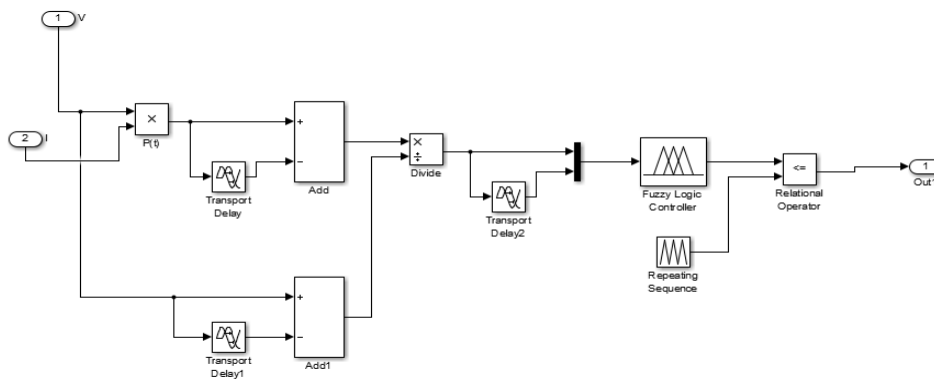 1
V
2
I
×
P(t)
Transport
Delay
+
−
Add
×
÷
Divide
Transport
Delay2
Fuzzy Logic
Controller
<=
Relational
Operator
1
Out1
Repeating
Sequence
Transport
Delay1
+
−
Add1